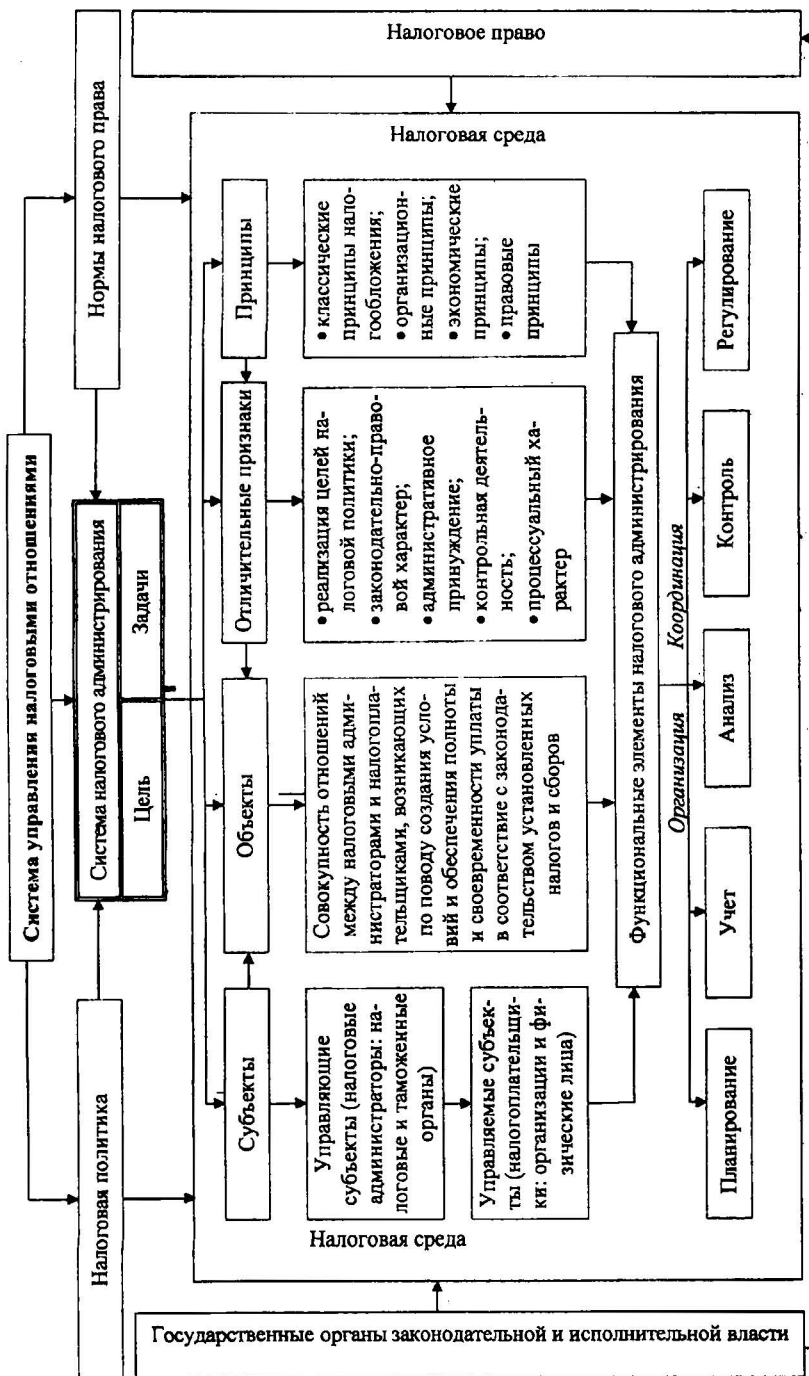 Система управления налоговыми отношениями
Налоговая политика
Система налогового администрирования
Цель
Задачи
Нормы налогового права
Государственные органы законодательной и исполнительной власти
Налоговая среда
Налоговая среда
Налоговое право
Субъекты
Объекты
Отличительные признаки
Принципы
Управляющие
субъекты (налоговые
администраторы: на-
логовые и таможенные
органы)
Управляемые субъек-
ты (налогоплательщи-
ки: организации и фи-
зические лица)
Совокупность отношений
между налоговыми адми-
нистраторами и налогопла-
тельщиками, возникающих
по поводу создания усло-
вий и обеспечения полноты
и своевременности уплаты
в соответствие с законода-
тельством установленных
налогов и сборов
• реализация целей на-
логовой политики;
• законодательно-право-
вой характер;
• административное
принуждение;
• контрольная деятель-
ность;
• процессуальный ха-
рактер
• классические
принципы нало-
гообложения;
• организацион-
ные принципы;
• экономические
принципы;
• правовые
принципы
Функциональные элементы налогового администрирования
Организация
Координация
Планирование
Учет
Анализ
Контроль
Регулирование